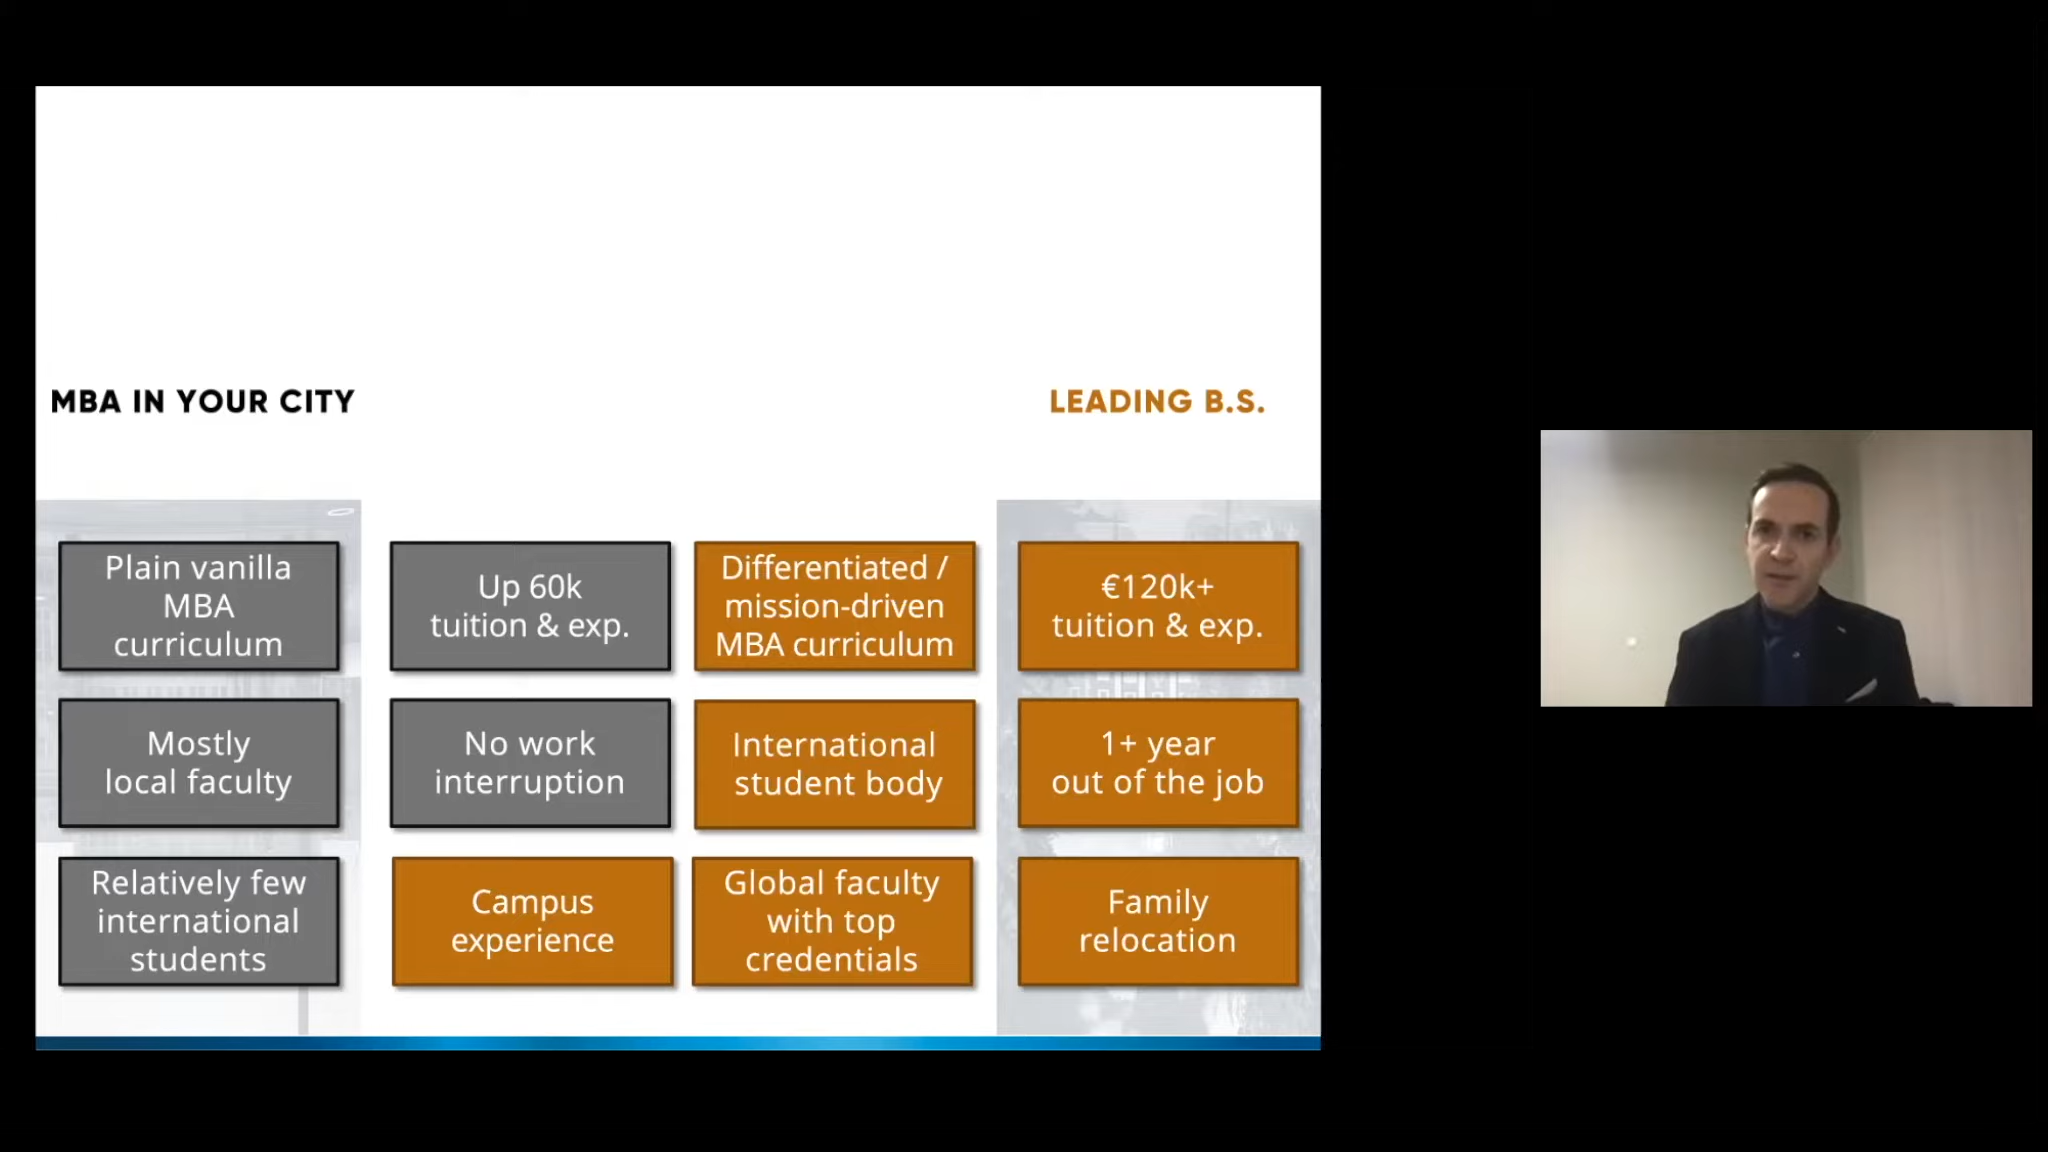 MBA IN YOUR CITY
LEADING B.S.
Plain vanilla
MBA
curriculum
Up 60k
tuition & exp.
Differentiated /
mission-driven
MBA curriculum
€120k+
tuition & exp.
Mostly
local faculty
No work
interruption
International
student body
1+ year
out of the job
Relatively few
international
students
Campus
experience
Global faculty
with top
credentials
Family
relocation